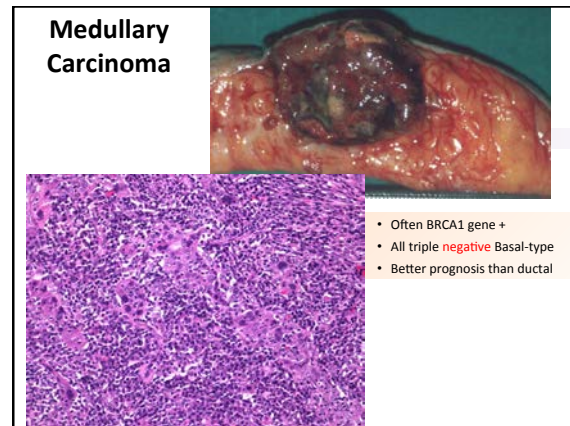 Medullary
Carcinoma
• Often BRCA1 gene +
• All triple negative Basal-type
• Better prognosis than ductal